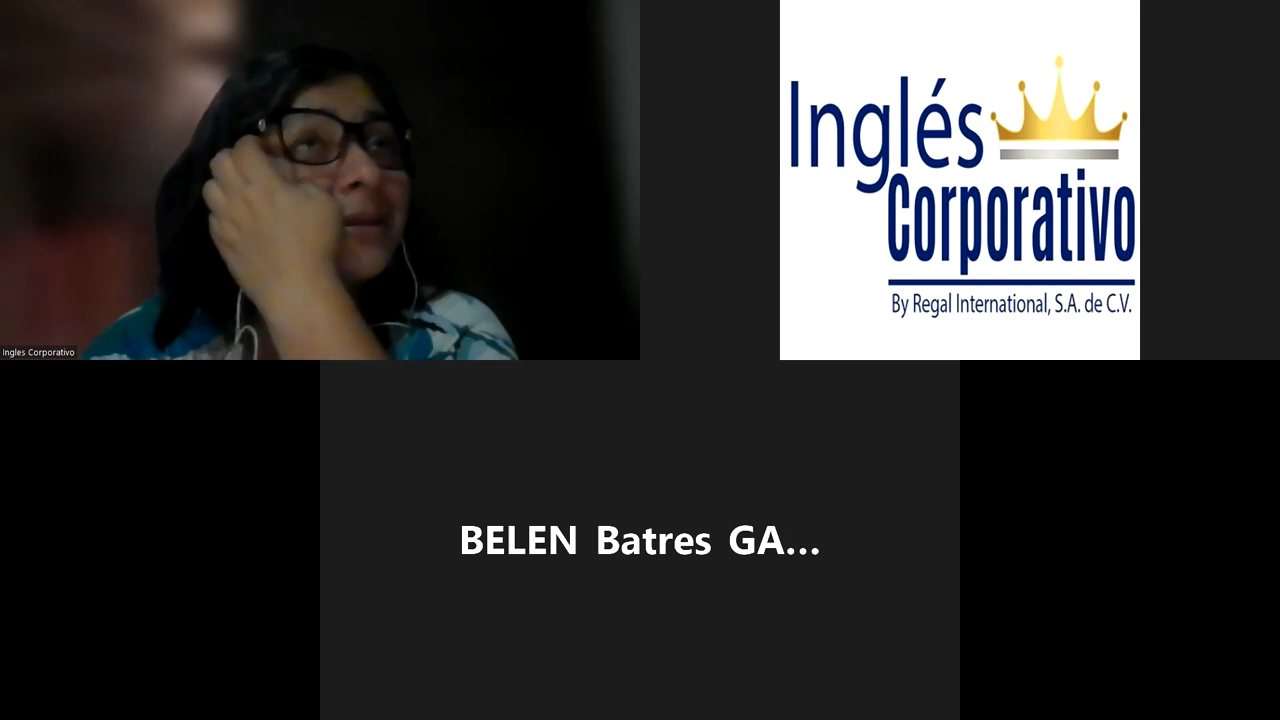 Ingles Corporativo
Inglés
Corporativo
By Regal International, S.A. de C.V.
BELEN Batres GA...